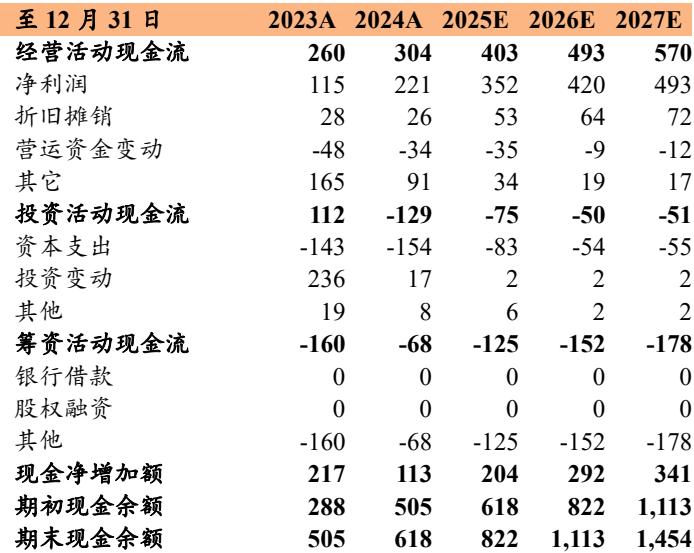 至 12 月 31 日 2023A 2024A 2025E 2026E 2027E
经营活动现金流 260 304 403 493 570
净利润 115 221 352 420 493
折旧摊销 28 26 53 64 72
营运资金变动 -48 -34 -35 -9 -12
其它 165 91 34 19 17
投资活动现金流 112 -129 -75 -50 -51
资本支出 -143 -154 -83 -54 -55
投资变动 236 17 2 2 2
其他 19 8 6 2 2
筹资活动现金流 -160 -68 -125 -152 -178
银行借款 0 0 0 0 0
股权融资 0 0 0 0 0
其他 -160 -68 -125 -152 -178
现金净增加额 217 113 204 292 341
期初现金余额 288 505 618 822 1,113
期末现金余额 505 618 822 1,113 1,454